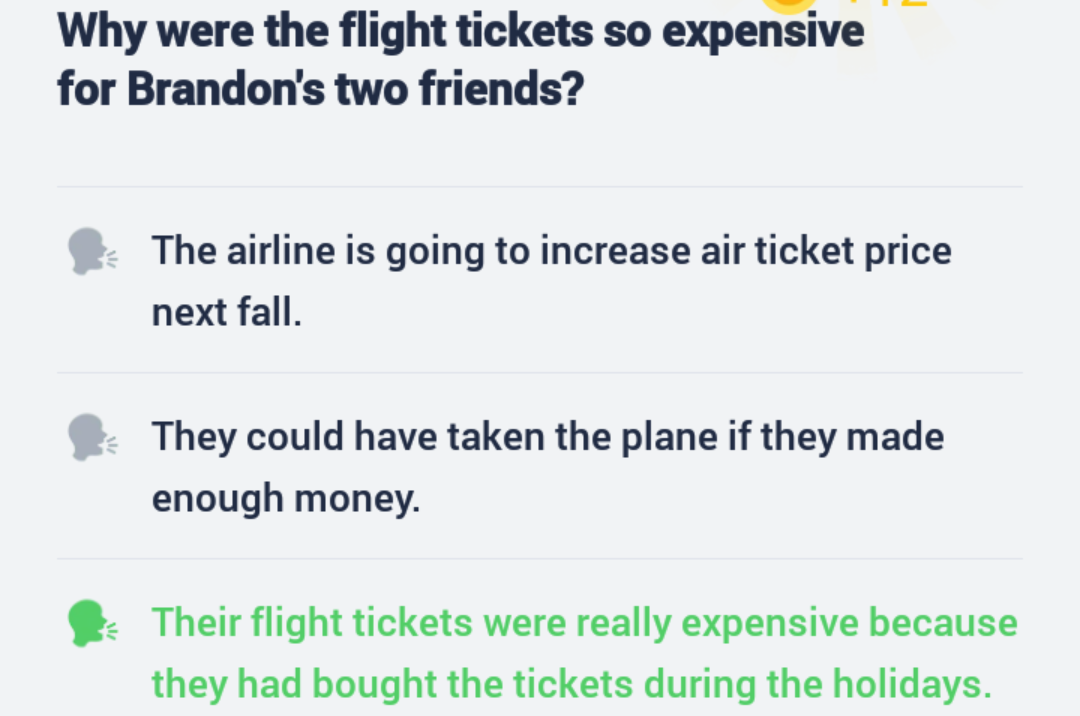 Why were the flight tickets so expensive
for Brandon's two friends?
The airline is going to increase air ticket price
next fall.
They could have taken the plane if they made
enough money.
Their flight tickets were really expensive because
they had bought the tickets during the holidays.